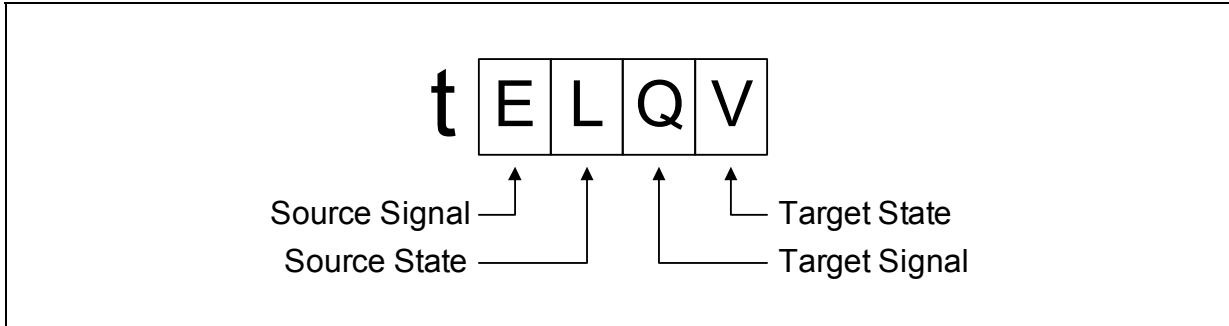 t E L Q V
Source Signal Target State
Source State Target Signal